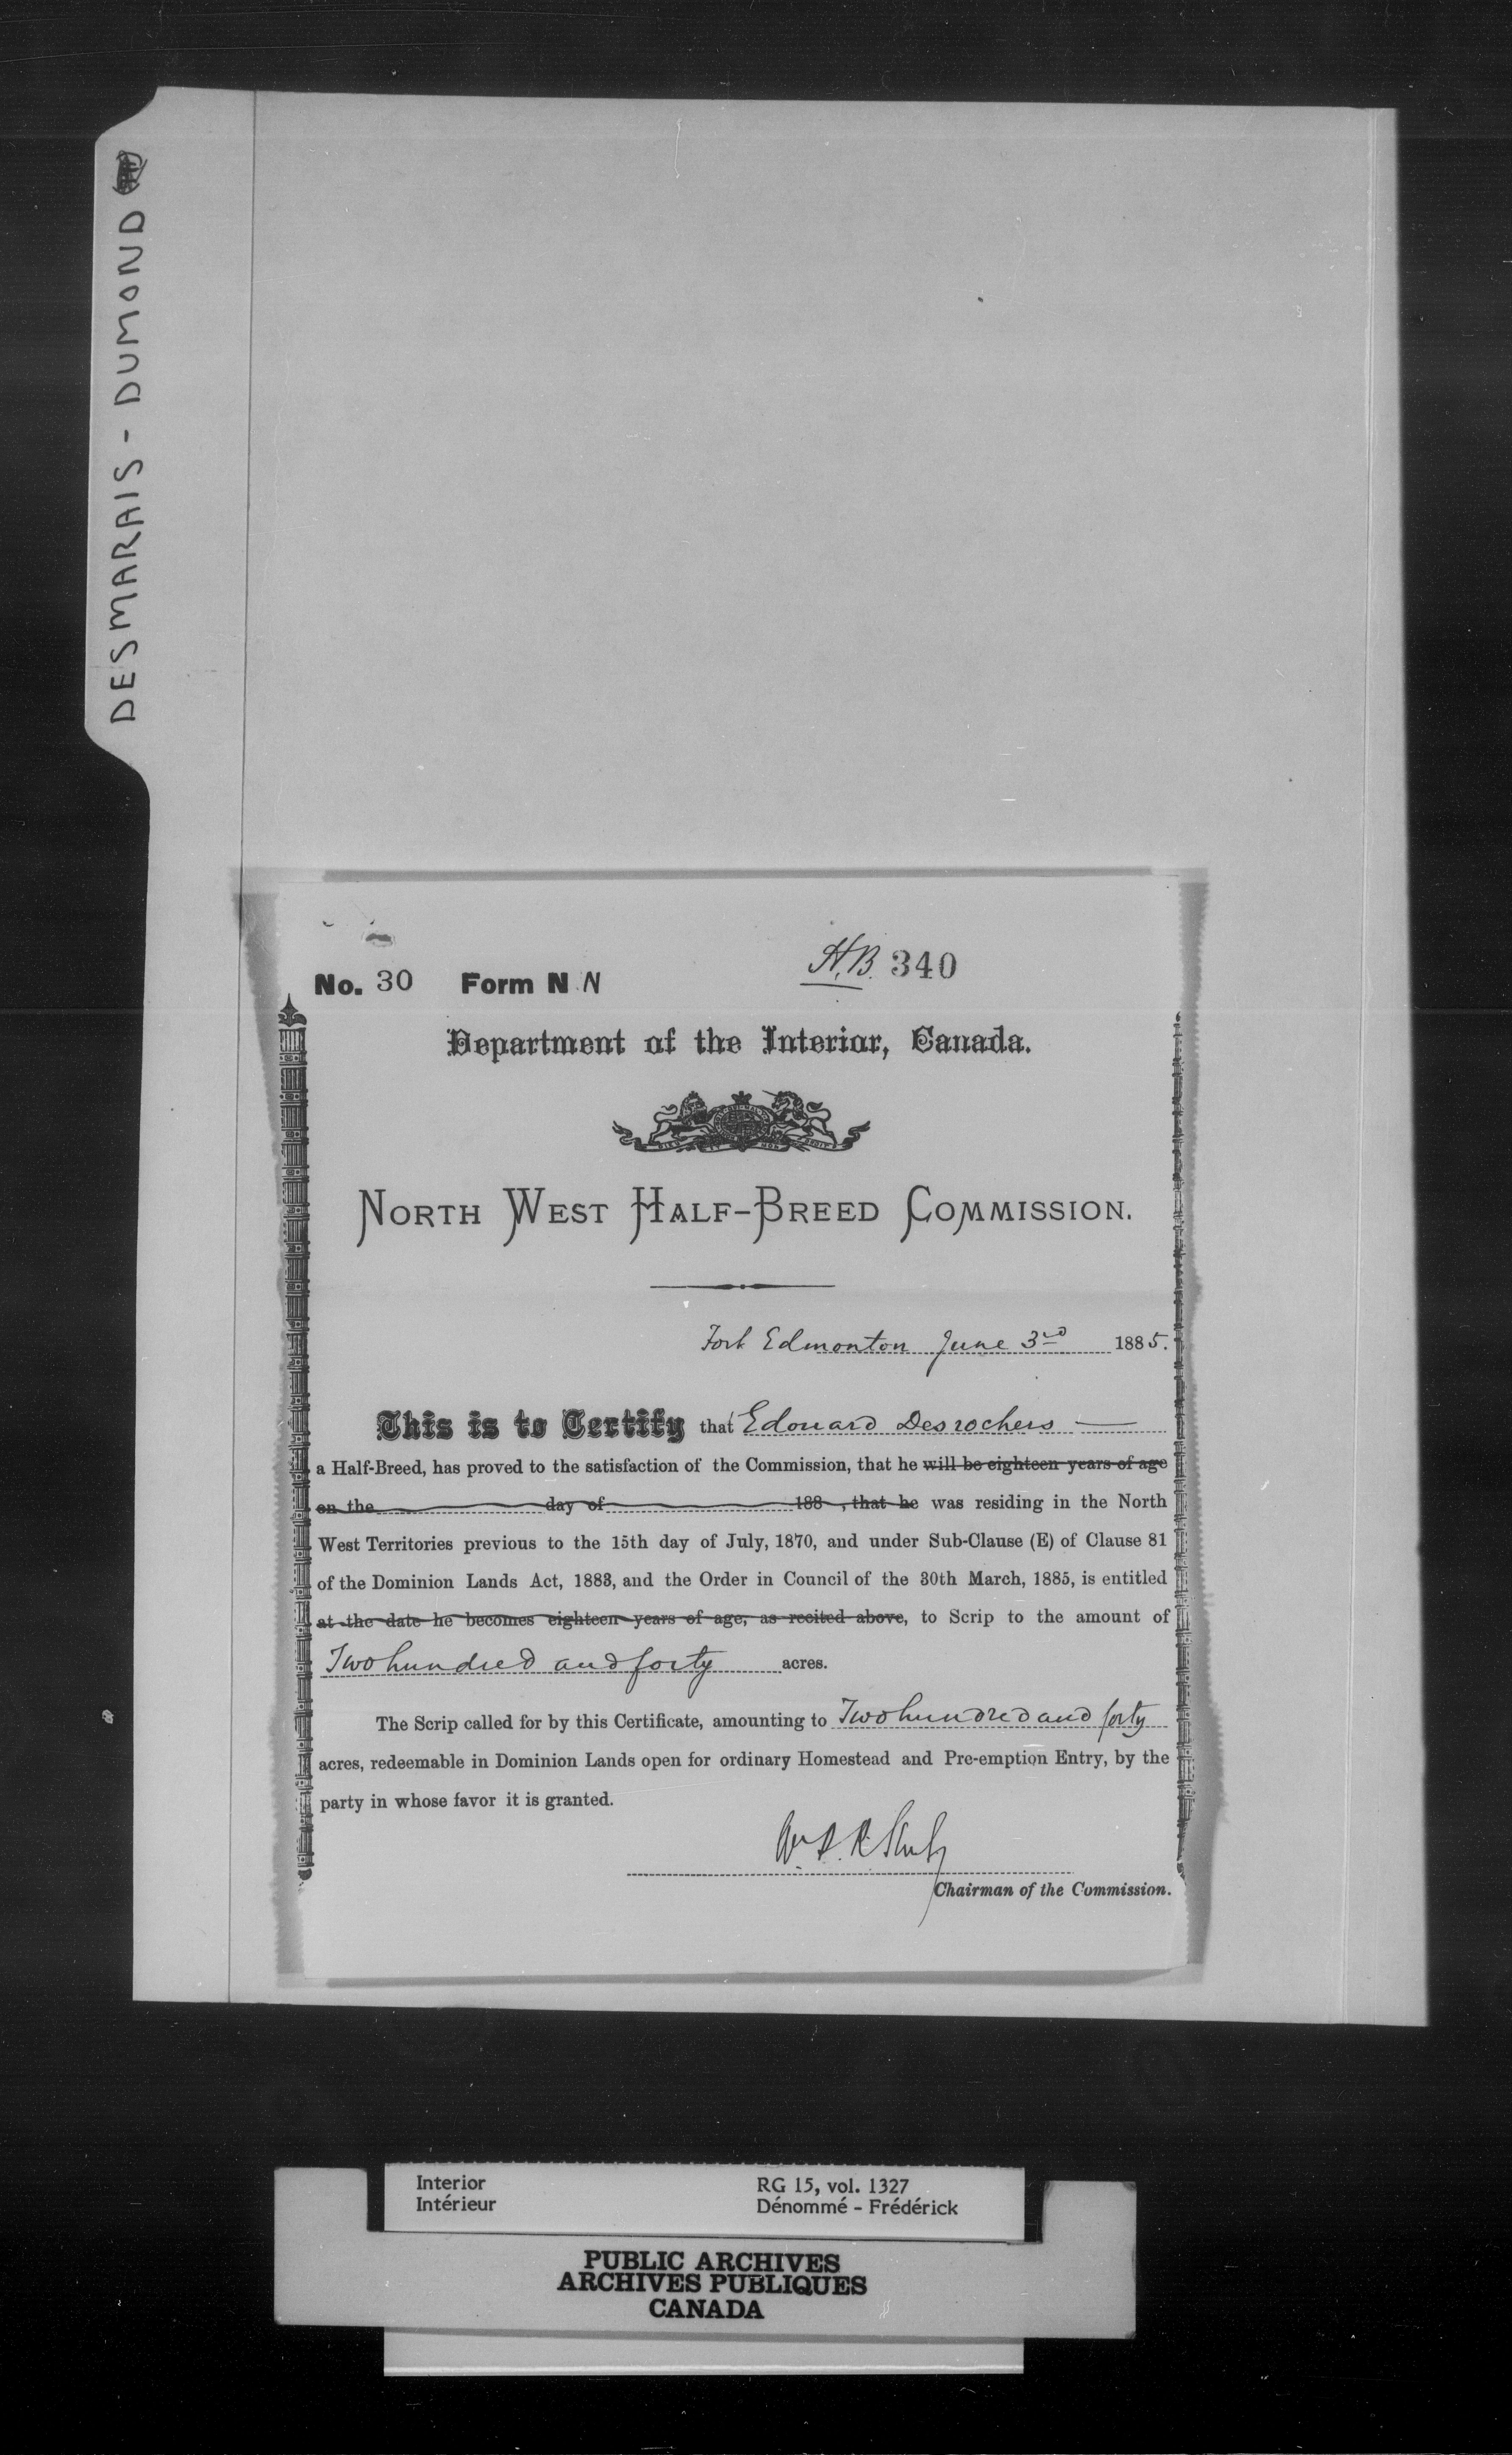 DESMARAIS - DUMOND
H.B. 340
No. 30 Form N N
Department of the Interior, Canada.
NORTH WEST HALF-BREED COMMISSION.
Fort Edmonton June 3rd 1885.
This is to Certify that Edouard Desrochers
a Half-Breed, has proved to the satisfaction of the Commission, that he will be eighteen years of age
on the day of 188 , that he was residing in the North
West Territories previous to the 15th day of July, 1870, and under Sub-Clause (E) of Clause 81
of the Dominion Lands Act, 1883, and the Order in Council of the 30th March, 1885, is entitled
at the date he becomes eighteen years of age, as recited above, to Scrip to the amount of
Two hundred and forty acres.
The Scrip called for by this Certificate, amounting to Two hundred and forty
acres, redeemable in Dominion Lands open for ordinary Homestead and Pre-emption Entry, by the
party in whose favor it is granted.
Chairman of the Commission.
Interior
Intérieur
RG 15, vol. 1327
Dénommé - Frédérick
PUBLIC ARCHIVES
ARCHIVES PUBLIQUES
CANADA